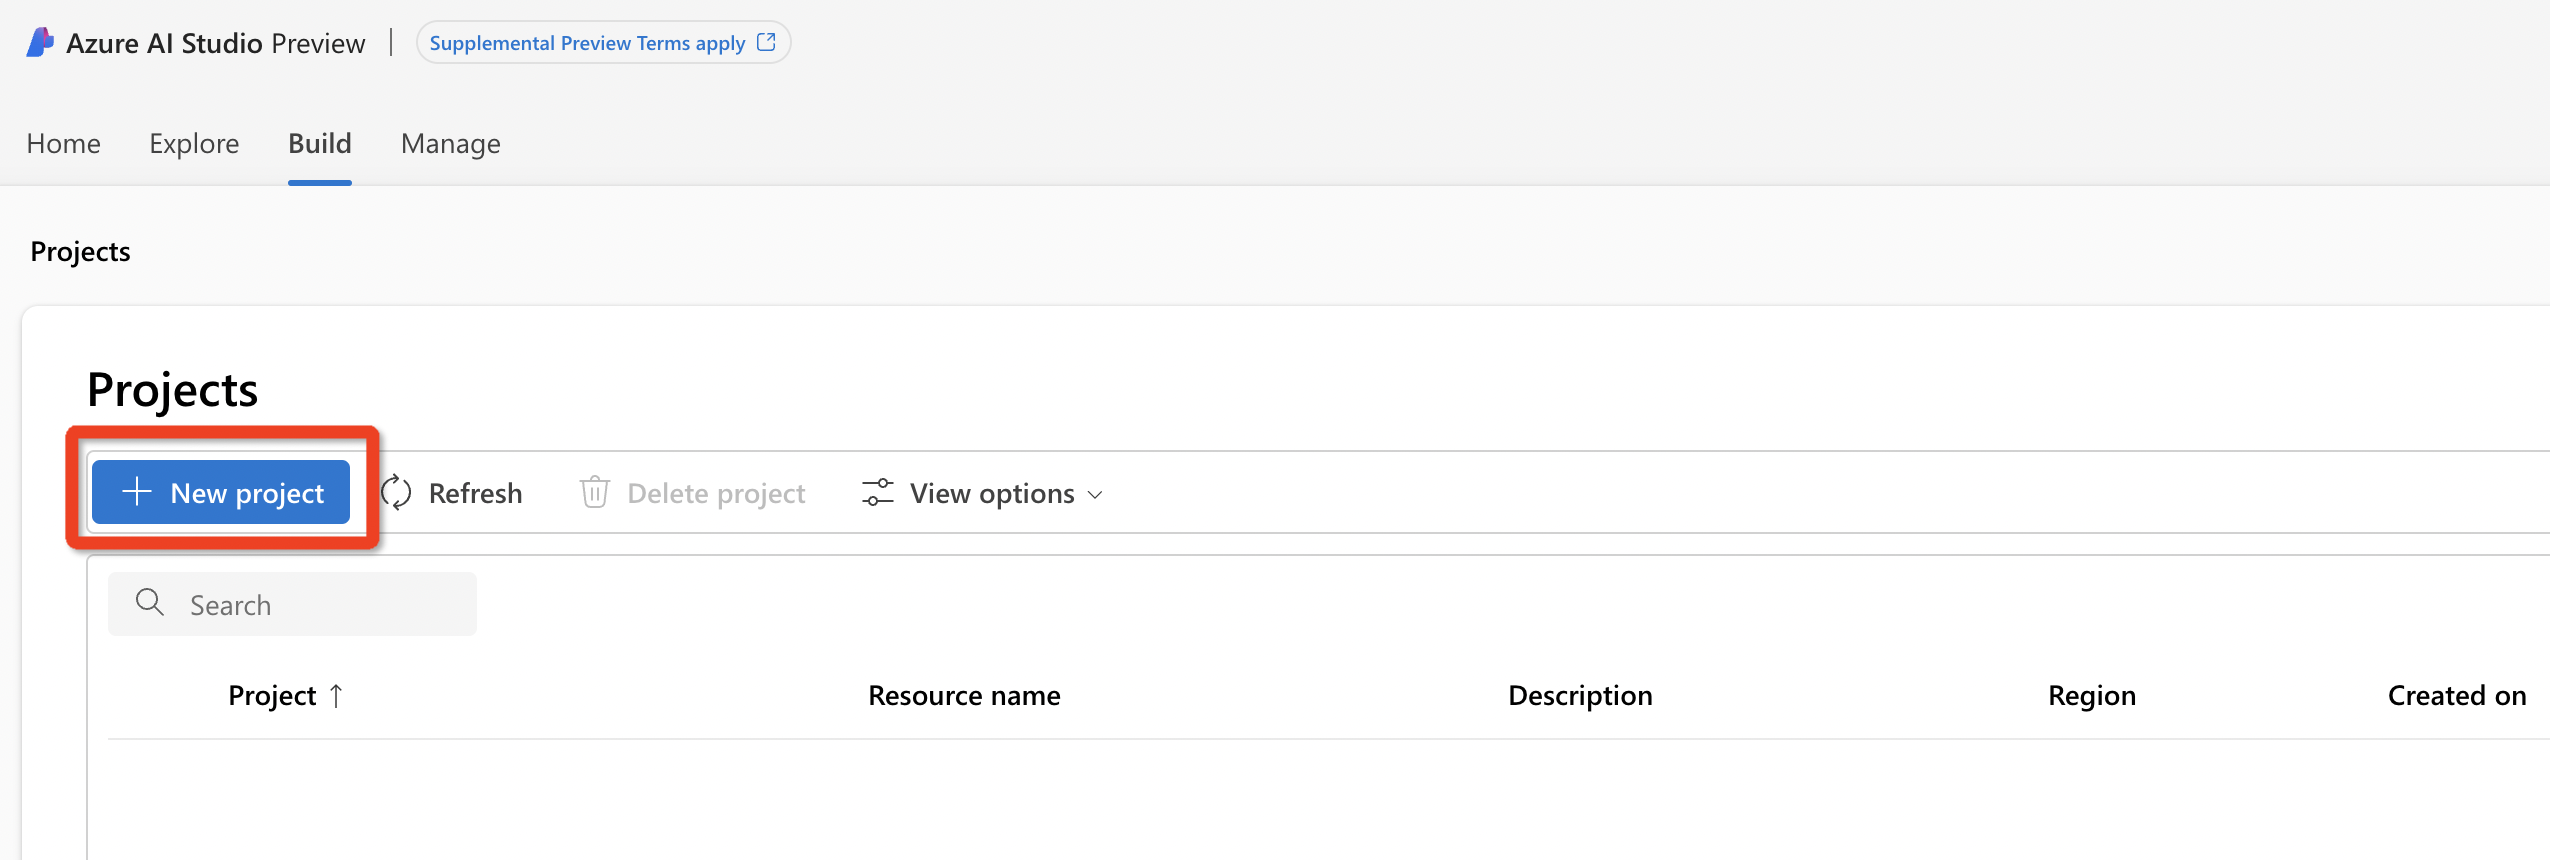 Azure AI Studio Preview | Supplemental Preview Terms apply
Home Explore Build Manage
Projects
Projects
New project Refresh Delete project View options
Search
Project ↑ Resource name Description Region Created on